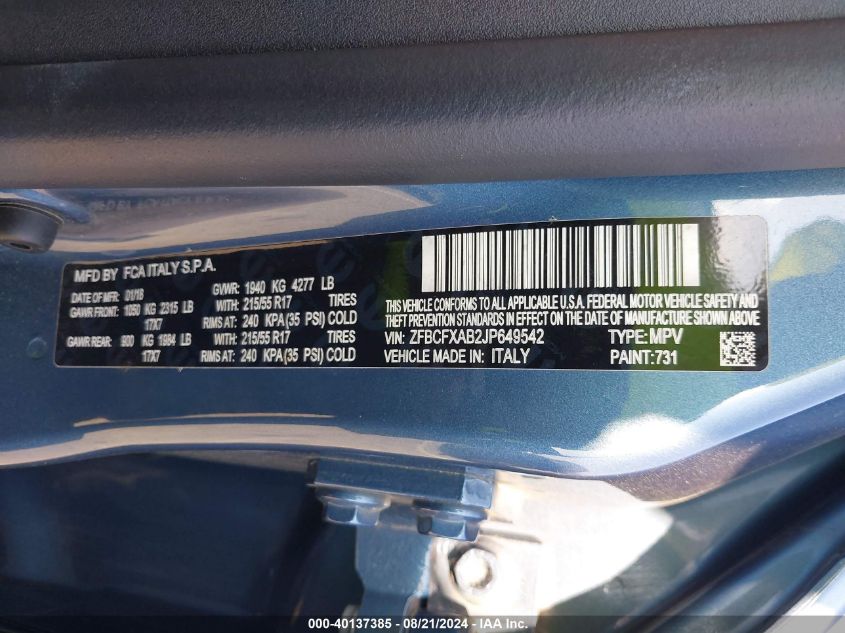 MFD BY FCA ITALY S.P.A.
DATE OF MFR: 01/18 GVWR: 1940 KG 4277 LB
GAWR FRONT: 1050 KG 2315 LB WITH: 215/55 R17 TIRES
17X7 RIMS AT: 240 KPA(35 PSI) COLD
GAWR REAR: 900 KG 1984 LB WITH: 215/55 R17 TIRES
17X7 RIMS AT: 240 KPA(35 PSI) COLD
THIS VEHICLE CONFORMS TO ALL APPLICABLE U.S.A. FEDERAL MOTOR VEHICLE SAFETY AND
THEFT PREVENTION STANDARDS IN EFFECT ON THE DATE OF MANUFACTURE SHOWN ABOVE
VIN: ZFBCFXAB2JP649542 TYPE: MPV
VEHICLE MADE IN: ITALY PAINT: 731
000-40137385 - 08/21/2024 - IAA, Inc.